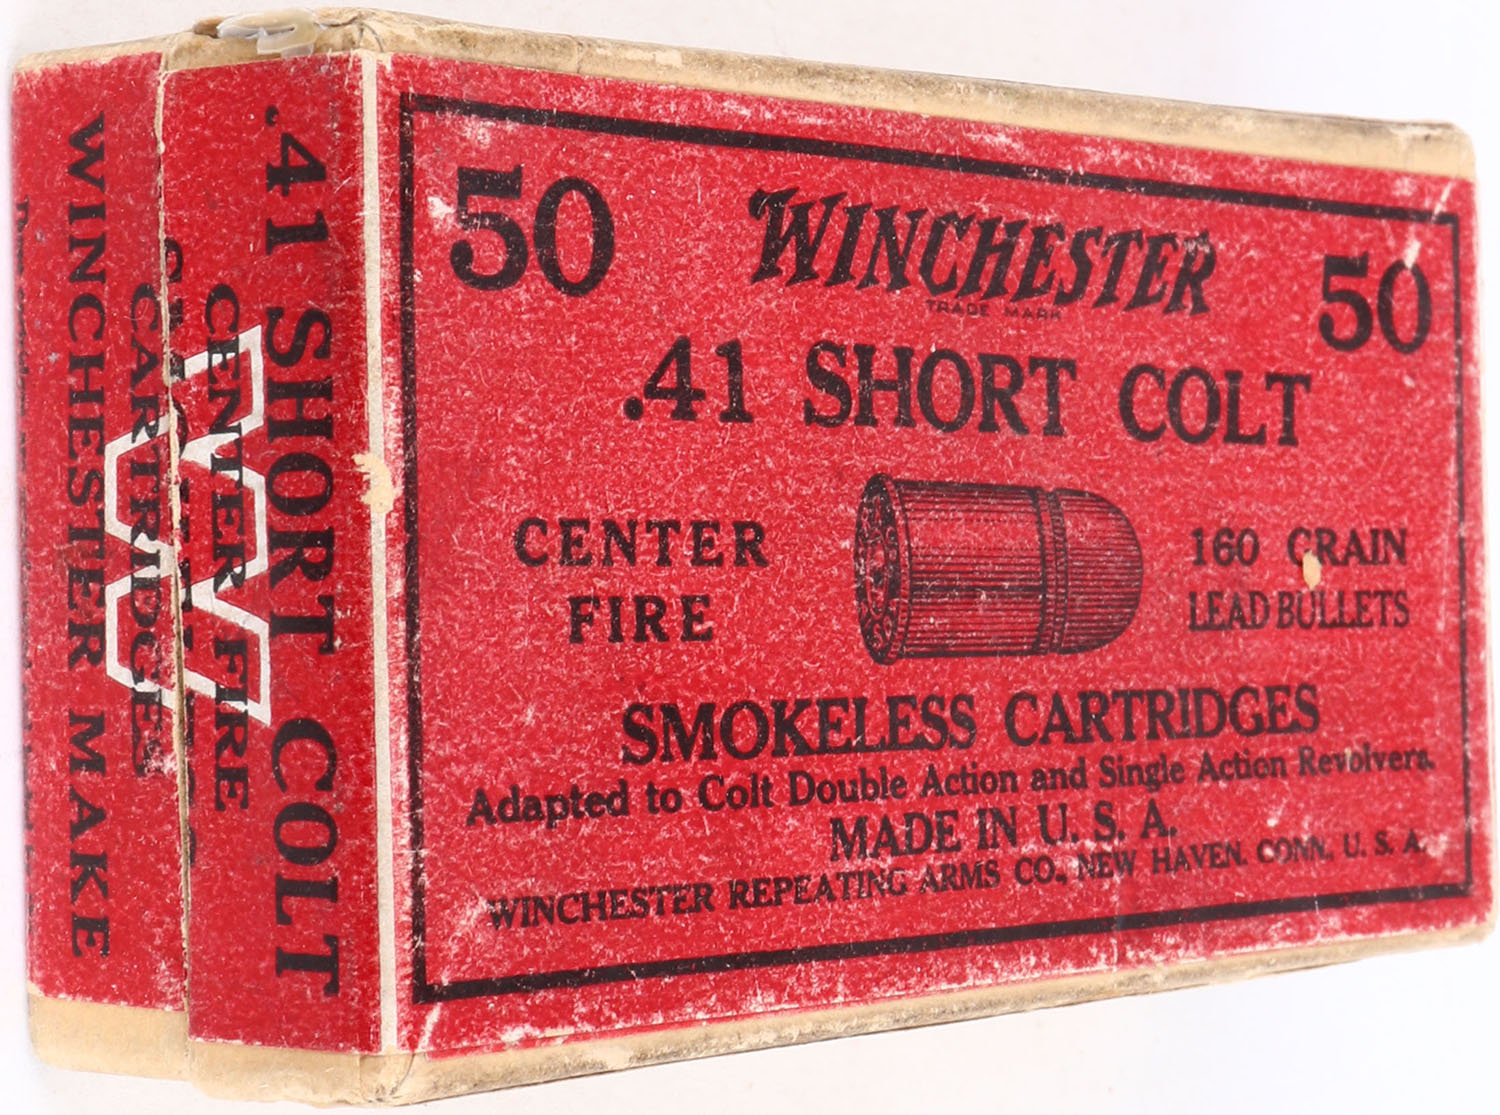 50 WINCHESTER 50
TRADE MARK
.41 SHORT COLT
CENTER
FIRE
160 GRAIN
LEAD BULLETS
SMOKELESS CARTRIDGES
Adapted to Colt Double Action and Single Action Revolvers.
MADE IN U. S. A.
WINCHESTER REPEATING ARMS CO., NEW HAVEN. CONN. U. S. A.
.41 SHORT COLT
CENTER FIRE
W
CARTRIDGES
WINCHESTER MAKE